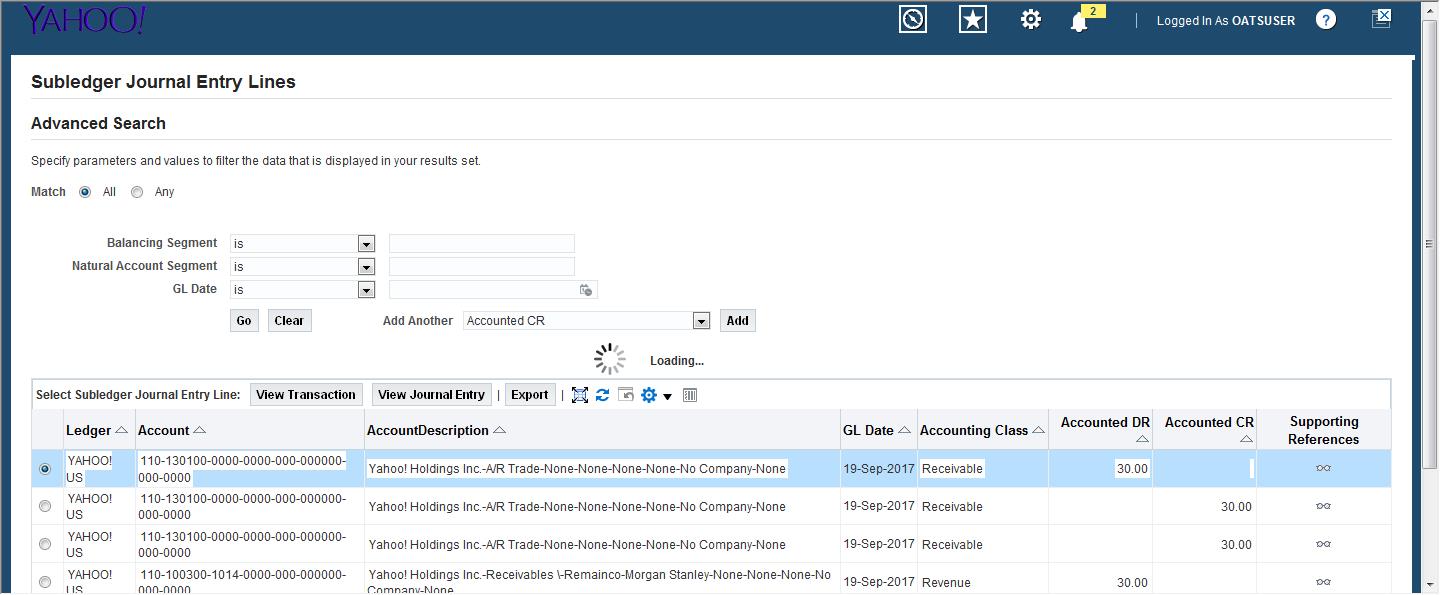 YAHOO!
2
Logged In As OATSUSER
?
Subledger Journal Entry Lines
Advanced Search
Specify parameters and values to filter the data that is displayed in your results set.
Match All Any
Balancing Segment is
Natural Account Segment is
GL Date is
Go Clear Add Another Accounted CR Add
Loading...
Select Subledger Journal Entry Line: View Transaction View Journal Entry | Export |
Ledger Account AccountDescription GL Date Accounting Class Accounted DR Accounted CR Supporting References
YAHOO! US 110-130100-0000-0000-000-000000-000-0000 Yahoo! Holdings Inc.-A/R Trade-None-None-None-None-No Company-None 19-Sep-2017 Receivable 30.00
YAHOO! US 110-130100-0000-0000-000-000000-000-0000 Yahoo! Holdings Inc.-A/R Trade-None-None-None-None-No Company-None 19-Sep-2017 Receivable 30.00
YAHOO! US 110-130100-0000-0000-000-000000-000-0000 Yahoo! Holdings Inc.-A/R Trade-None-None-None-None-No Company-None 19-Sep-2017 Receivable 30.00
YAHOO! US 110-100300-1014-0000-000-000000-000-0000 Yahoo! Holdings Inc.-Receivables \-Remainco-Morgan Stanley-None-None-None-No Company-None 19-Sep-2017 Revenue 30.00